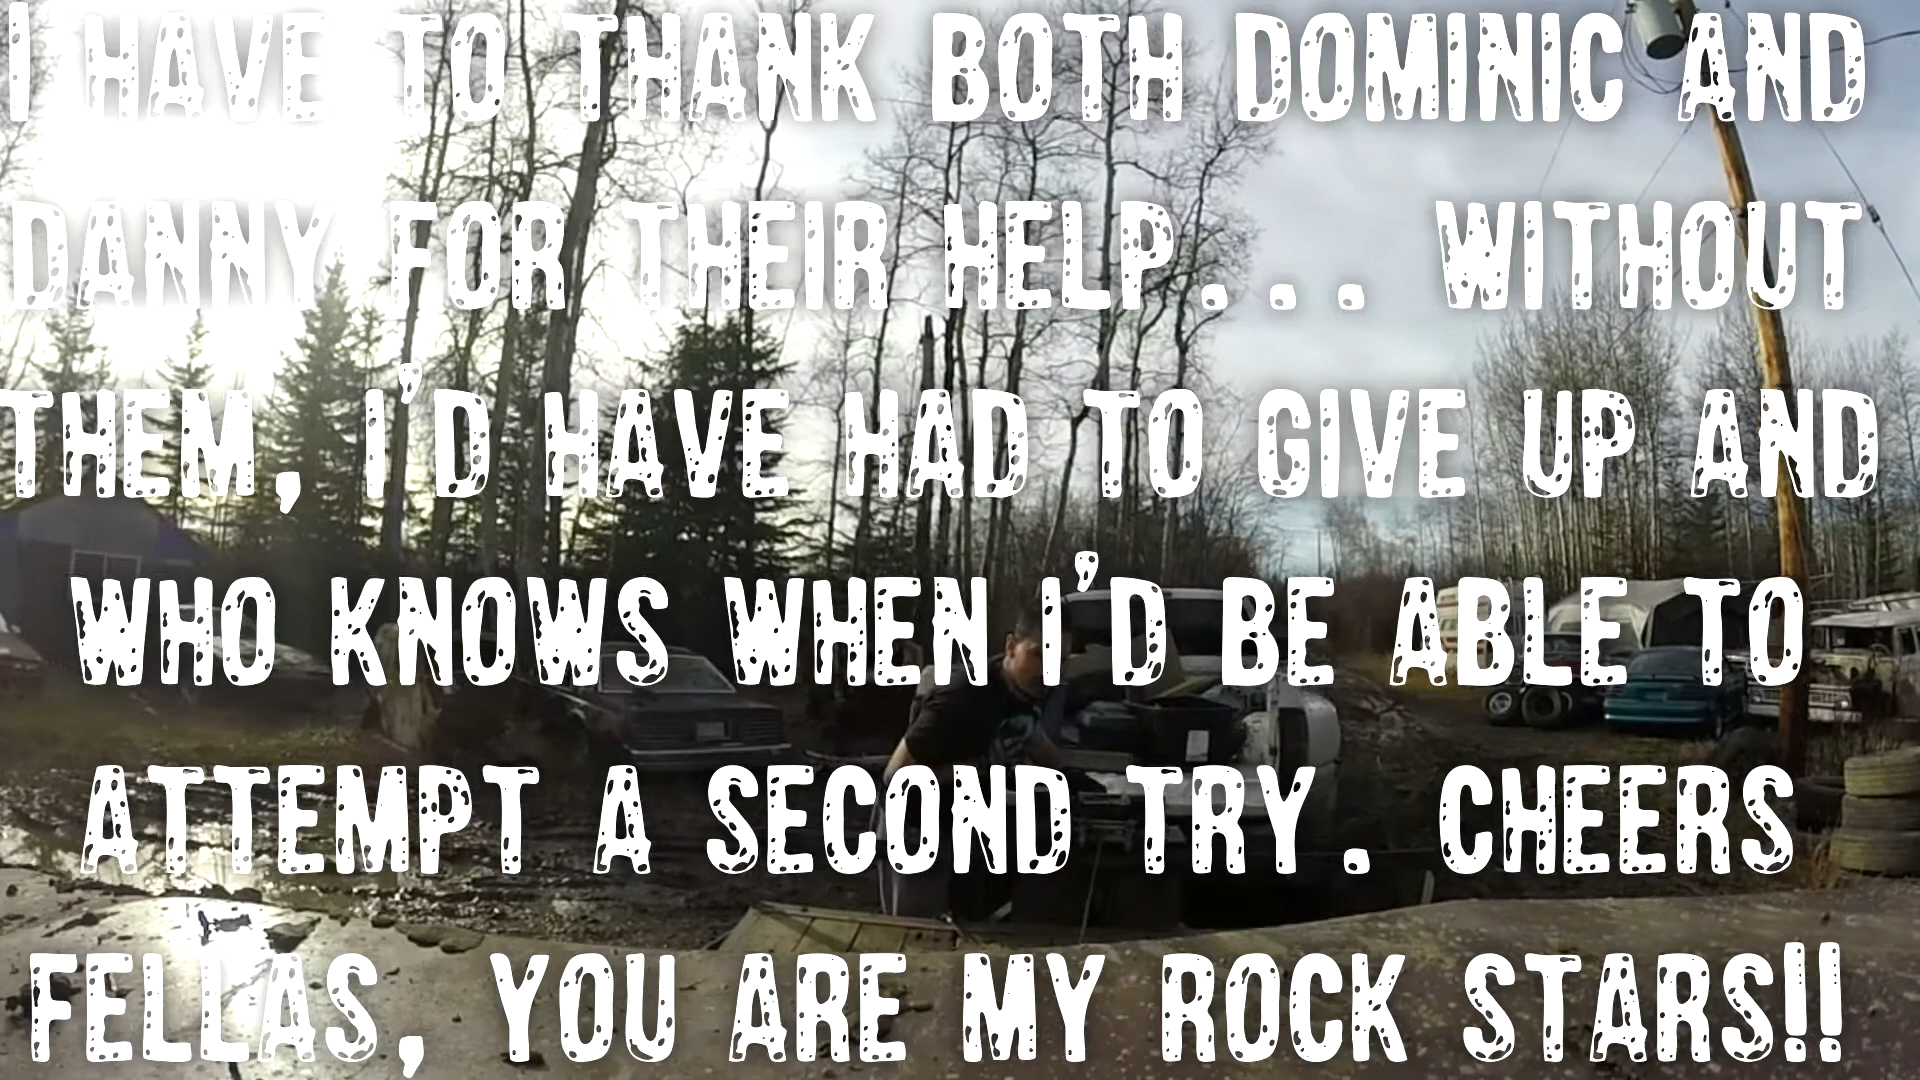 I HAVE TO THANK BOTH DOMINIC AND
DANNY FOR THEIR HELP... WITHOUT
THEM, I'D HAVE HAD TO GIVE UP AND
WHO KNOWS WHEN I'D BE ABLE TO
ATTEMPT A SECOND TRY. CHEERS
FELLAS, YOU ARE MY ROCK STARS!!